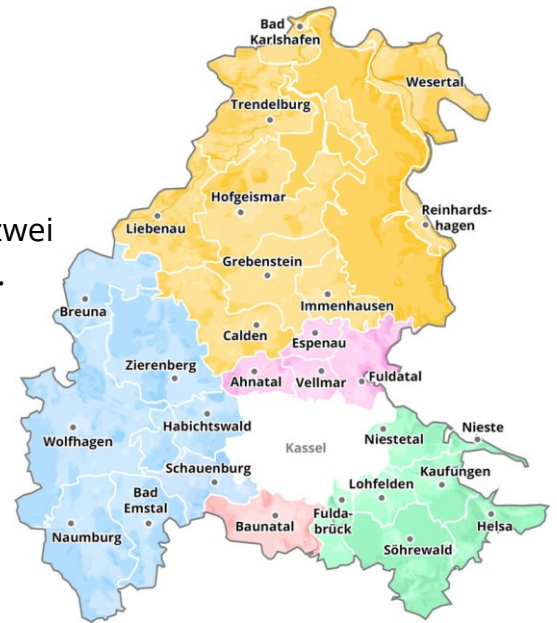 Bad
Karlshafen
Wesertal
Trendelburg
Hofgeismar
Reinhards-
hagen
zwei
Liebenau
Grebenstein
.
Immenhausen
Breuna
Calden
Espenau
Zierenberg
Ahnatal
Vellmar
Fuldatal
Habichtswald
Nieste
Wolfhagen
Kassel
Niestetal
Schauenburg
Kaufungen
Lohfelden
Bad
Emstal
Fulda-
brück
Baunatal
Helsa
Naumburg
Söhrewald